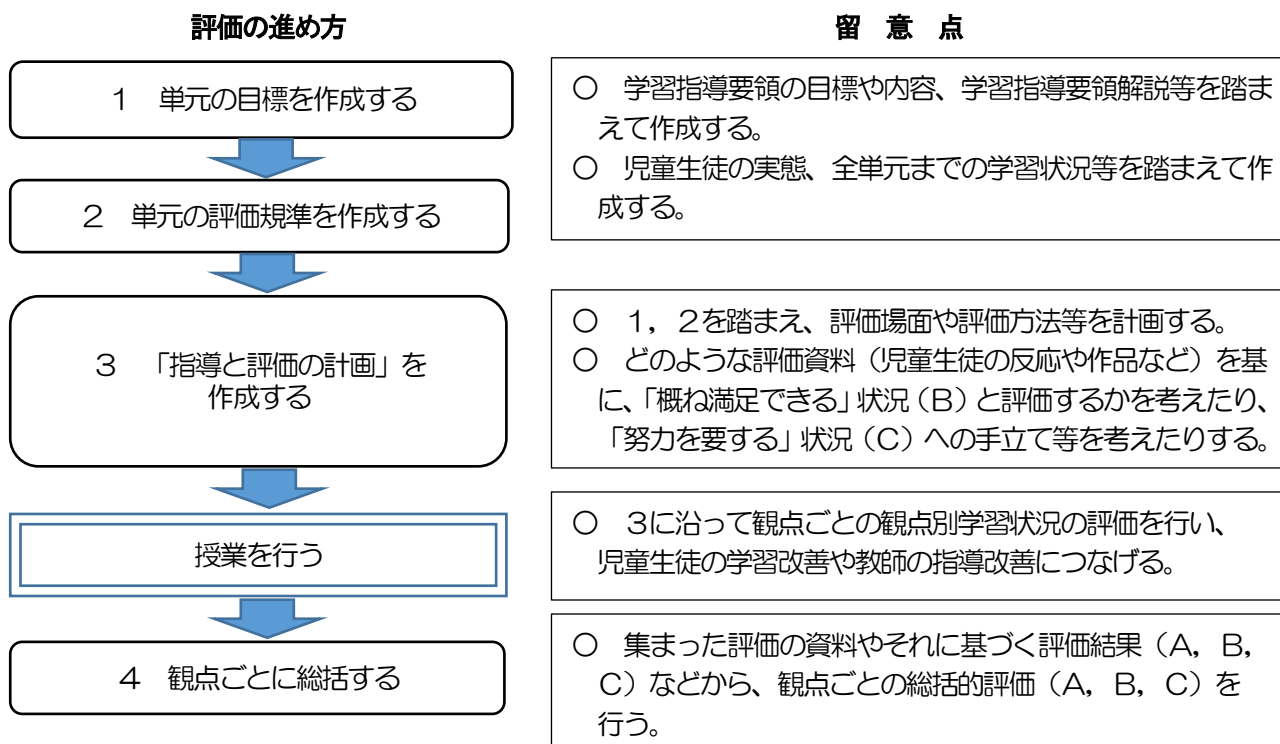 評価の進め方
留 意 点
１　単元の目標を作成する
○　学習指導要領の目標や内容、学習指導要領解説等を踏ま
えて作成する。
○　児童生徒の実態、全単元までの学習状況等を踏まえて作
成する。
２　単元の評価規準を作成する
３　「指導と評価の計画」を
作成する
○　１，２を踏まえ、評価場面や評価方法等を計画する。
○　どのような評価資料（児童生徒の反応や作品など）を基
に、「概ね満足できる」状況（Ｂ）と評価するかを考えたり、
「努力を要する」状況（Ｃ）への手立て等を考えたりする。
授業を行う
○　３に沿って観点ごとの観点別学習状況の評価を行い、
児童生徒の学習改善や教師の指導改善につなげる。
４　観点ごとに総括する
○　集まった評価の資料やそれに基づく評価結果（Ａ，Ｂ，
Ｃ）などから、観点ごとの総括的評価（Ａ，Ｂ，Ｃ）を
行う。